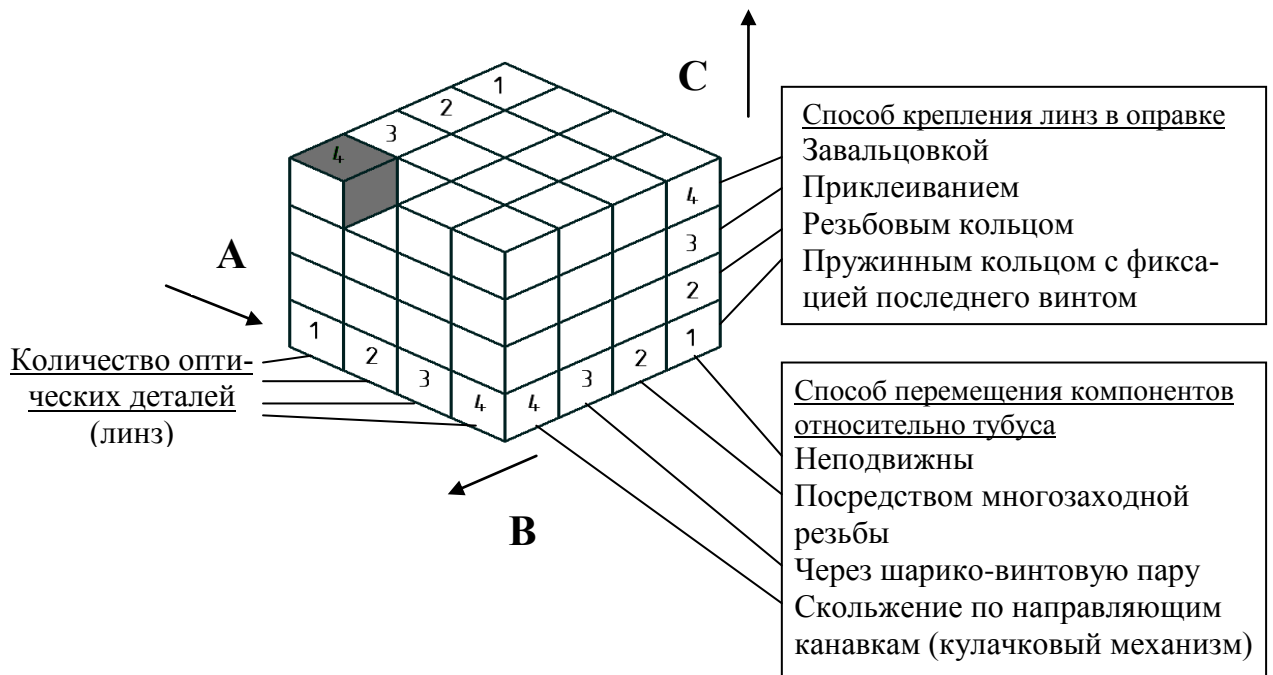 C
1
2
3
4
4
3
2
1
A
1
2
3
4
4
3
2
1
B
Количество опти-
ческих деталей
(линз)
Способ крепления линз в оправке
Завальцовкой
Приклеиванием
Резьбовым кольцом
Пружинным кольцом с фикса-
цией последнего винтом
Способ перемещения компонентов
относительно тубуса
Неподвижны
Посредством многозаходной
резьбы
Через шарико-винтовую пару
Скольжение по направляющим
канавкам (кулачковый механизм)